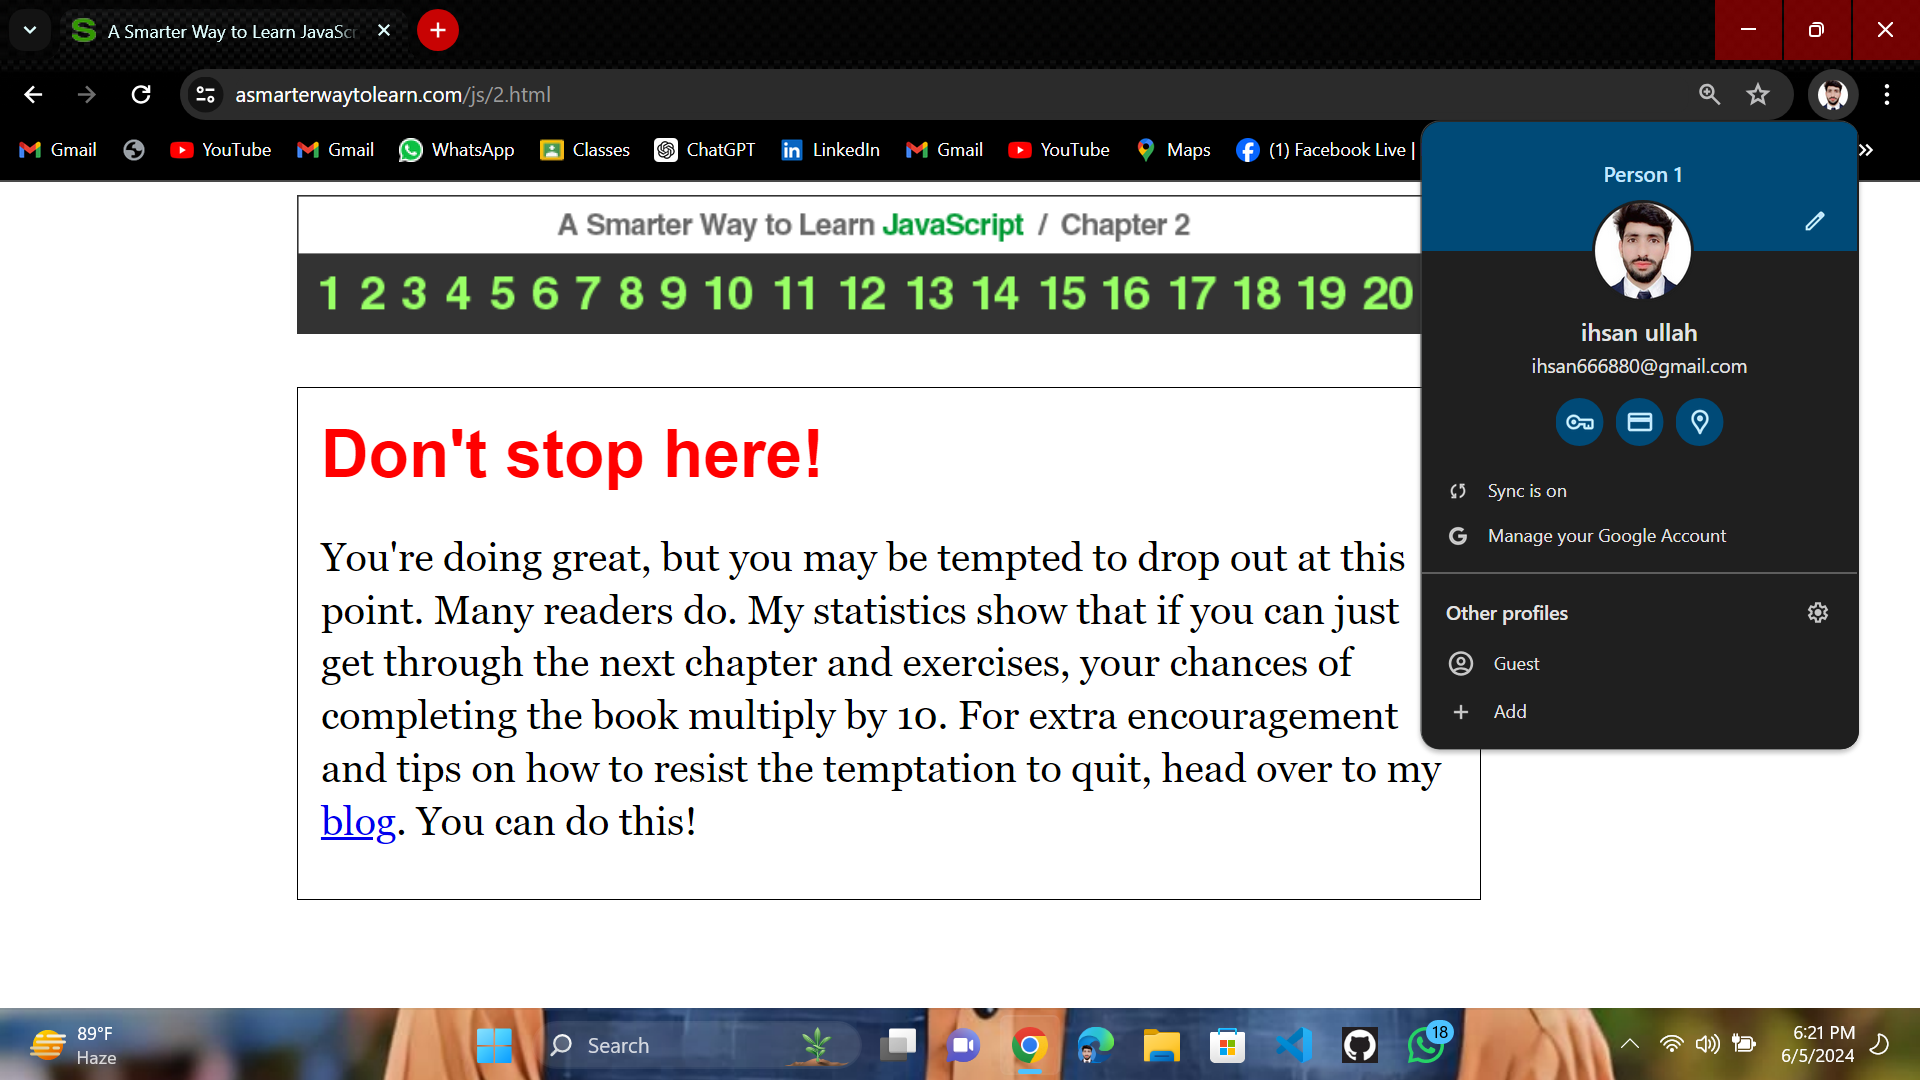 A Smarter Way to Learn JavaScr
asmarterwaytolearn.com/js/2.html
Gmail YouTube Gmail WhatsApp Classes ChatGPT LinkedIn Gmail YouTube Maps (1) Facebook Live |
A Smarter Way to Learn JavaScript / Chapter 2
1 2 3 4 5 6 7 8 9 10 11 12 13 14 15 16 17 18 19 20
Don't stop here!
You're doing great, but you may be tempted to drop out at this
point. Many readers do. My statistics show that if you can just
get through the next chapter and exercises, your chances of
completing the book multiply by 10. For extra encouragement
and tips on how to resist the temptation to quit, head over to my
blog. You can do this!
Person 1
ihsan ullah
ihsan666880@gmail.com
Sync is on
Manage your Google Account
Other profiles
Guest
Add
89°F
Haze
Search
18
6:21 PM
6/5/2024